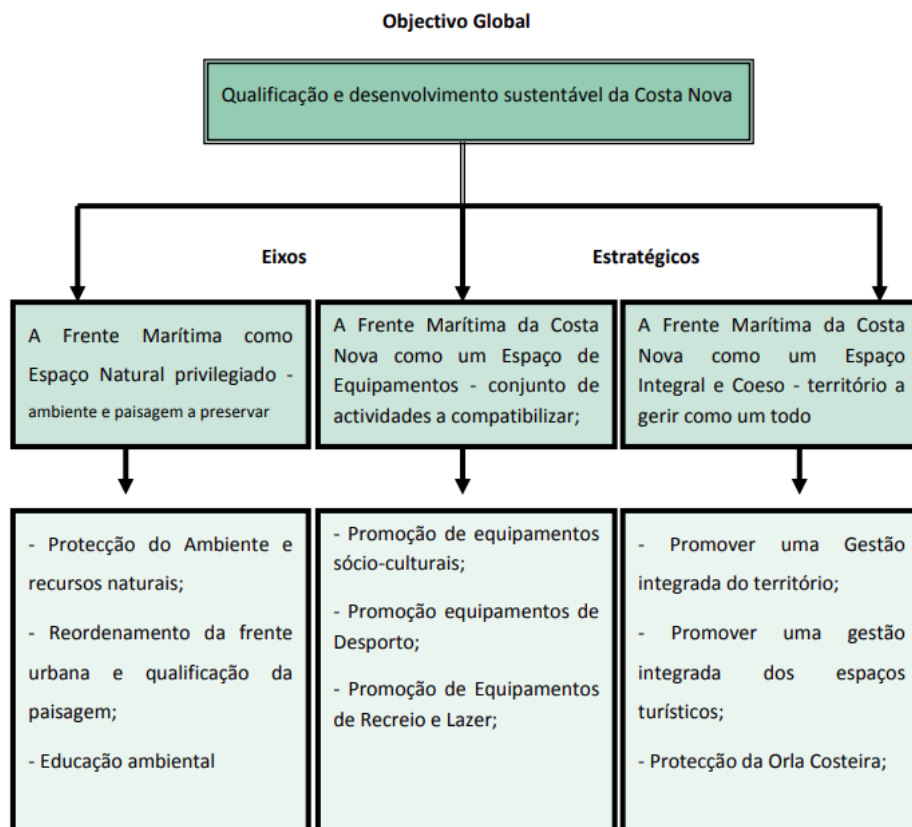 Objectivo Global
Qualificação e desenvolvimento sustentável da Costa Nova
Eixos
Estratégicos
A Frente Marítima como
Espaço Natural privilegiado -
ambiente e paisagem a preservar
A Frente Marítima da Costa
Nova como um Espaço de
Equipamentos - conjunto de
actividades a compatibilizar;
A Frente Marítima da Costa
Nova como um Espaço
Integral e Coeso - território a
gerir como um todo
- Protecção do Ambiente e
recursos naturais;
- Reordenamento da frente
urbana e qualificação da
paisagem;
- Educação ambiental
- Promoção de equipamentos
sócio-culturais;
- Promoção equipamentos de
Desporto;
- Promoção de Equipamentos
de Recreio e Lazer;
- Promover uma Gestão
integrada do território;
- Promover uma gestão
integrada dos espaços
turísticos;
- Protecção da Orla Costeira;